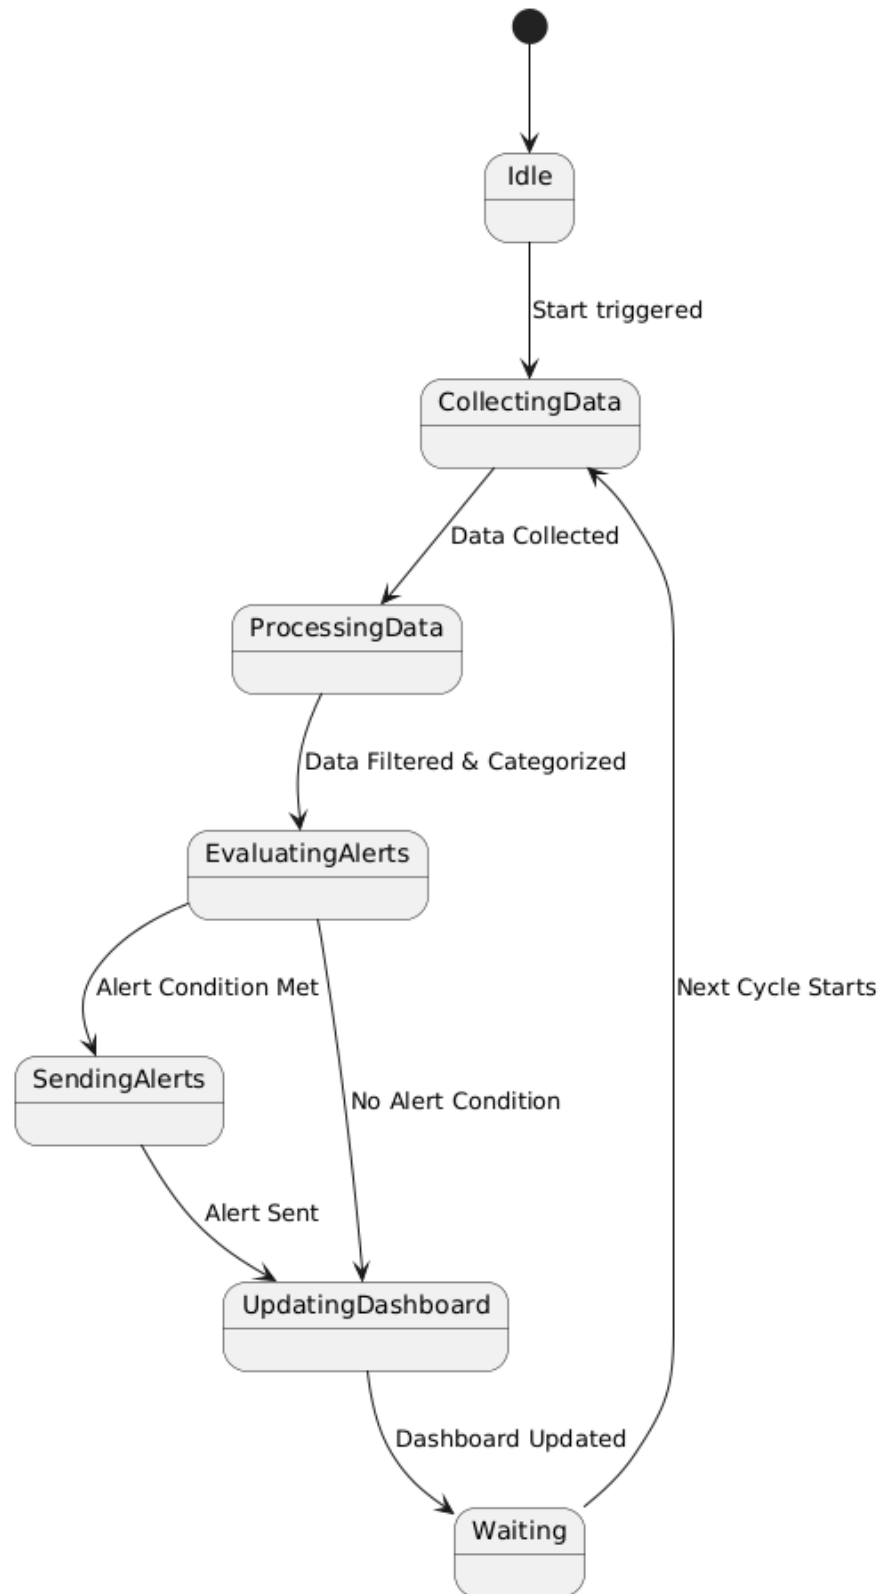 Idle
Start triggered
CollectingData
Data Collected
ProcessingData
Data Filtered & Categorized
EvaluatingAlerts
Alert Condition Met
Next Cycle Starts
SendingAlerts
No Alert Condition
Alert Sent
UpdatingDashboard
Dashboard Updated
Waiting